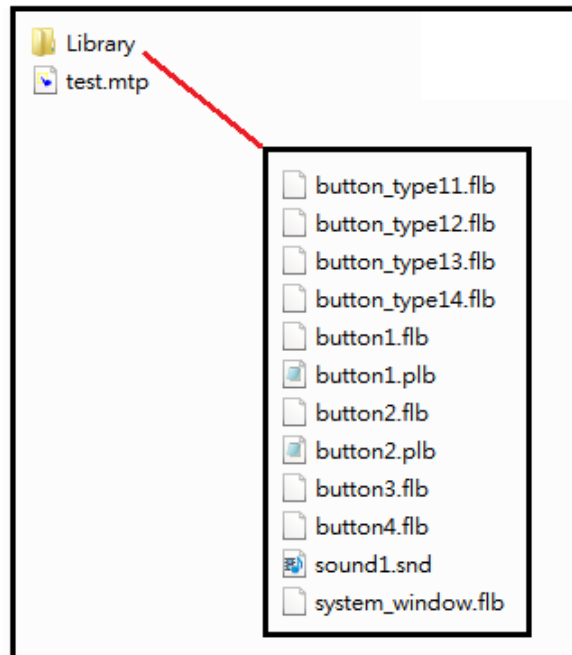 Library
test.mtp
button_type11.flb
button_type12.flb
button_type13.flb
button_type14.flb
button1.flb
button1.plb
button2.flb
button2.plb
button3.flb
button4.flb
sound1.snd
system_window.flb